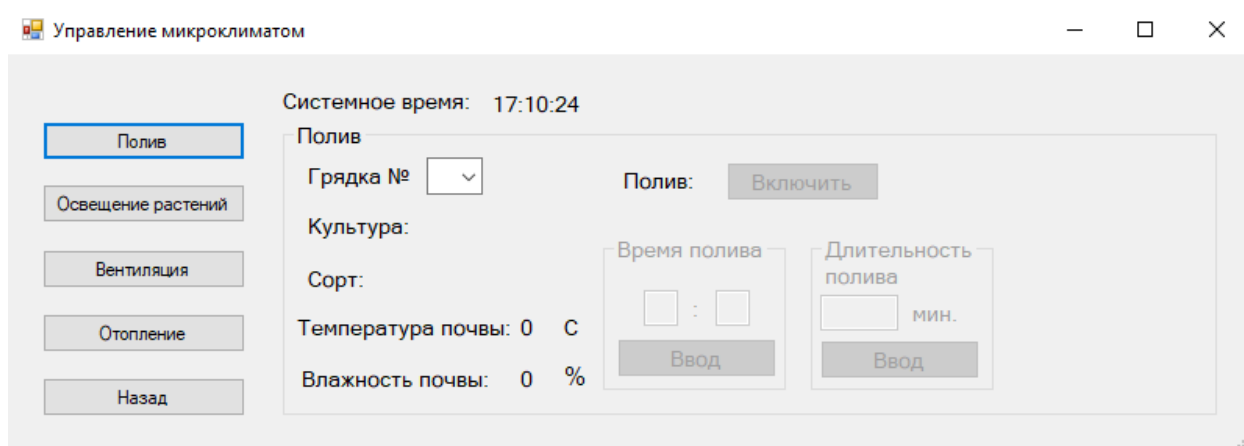 Управление микроклиматом
Системное время: 17:10:24
Полив
Освещение растений
Вентиляция
Отопление
Назад
Полив
Грядка №
Полив: Включить
Культура:
Сорт:
Температура почвы: 0 С
Влажность почвы: 0 %
Время полива
:
Ввод
Длительность
полива
мин.
Ввод